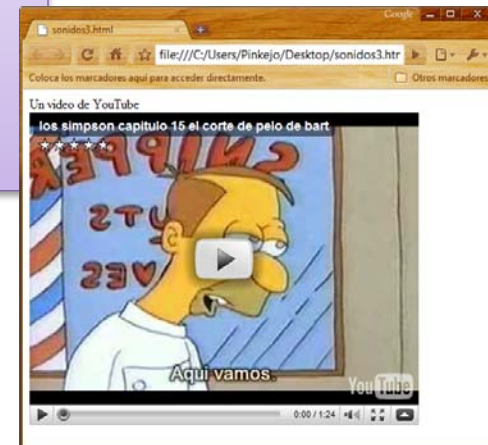 Google
sonidos3.html
file:///C:/Users/Pinkejo/Desktop/sonidos3.htr
Coloca los marcadores aquí para acceder directamente.
Otros marcadores
Un video de YouTube
los simpson capitulo 15 el corte de pelo de bart
Aqui vamos.
YouTube
0:00 / 1:24